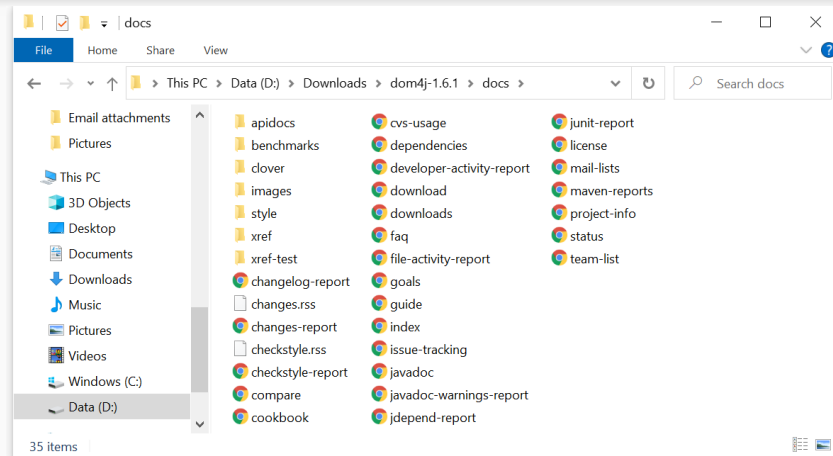 docs
File Home Share View
?
This PC > Data (D:) > Downloads > dom4j-1.6.1 > docs >
Search docs
Email attachments
Pictures
This PC
3D Objects
Desktop
Documents
Downloads
Music
Pictures
Videos
Windows (C:)
Data (D:)
apidocs
benchmarks
clover
images
style
xref
xref-test
changelog-report
changes.rss
changes-report
checkstyle.rss
checkstyle-report
compare
cookbook
cvs-usage
dependencies
developer-activity-report
download
downloads
faq
file-activity-report
goals
guide
index
issue-tracking
javadoc
javadoc-warnings-report
jdepend-report
junit-report
license
mail-lists
maven-reports
project-info
status
team-list
35 items